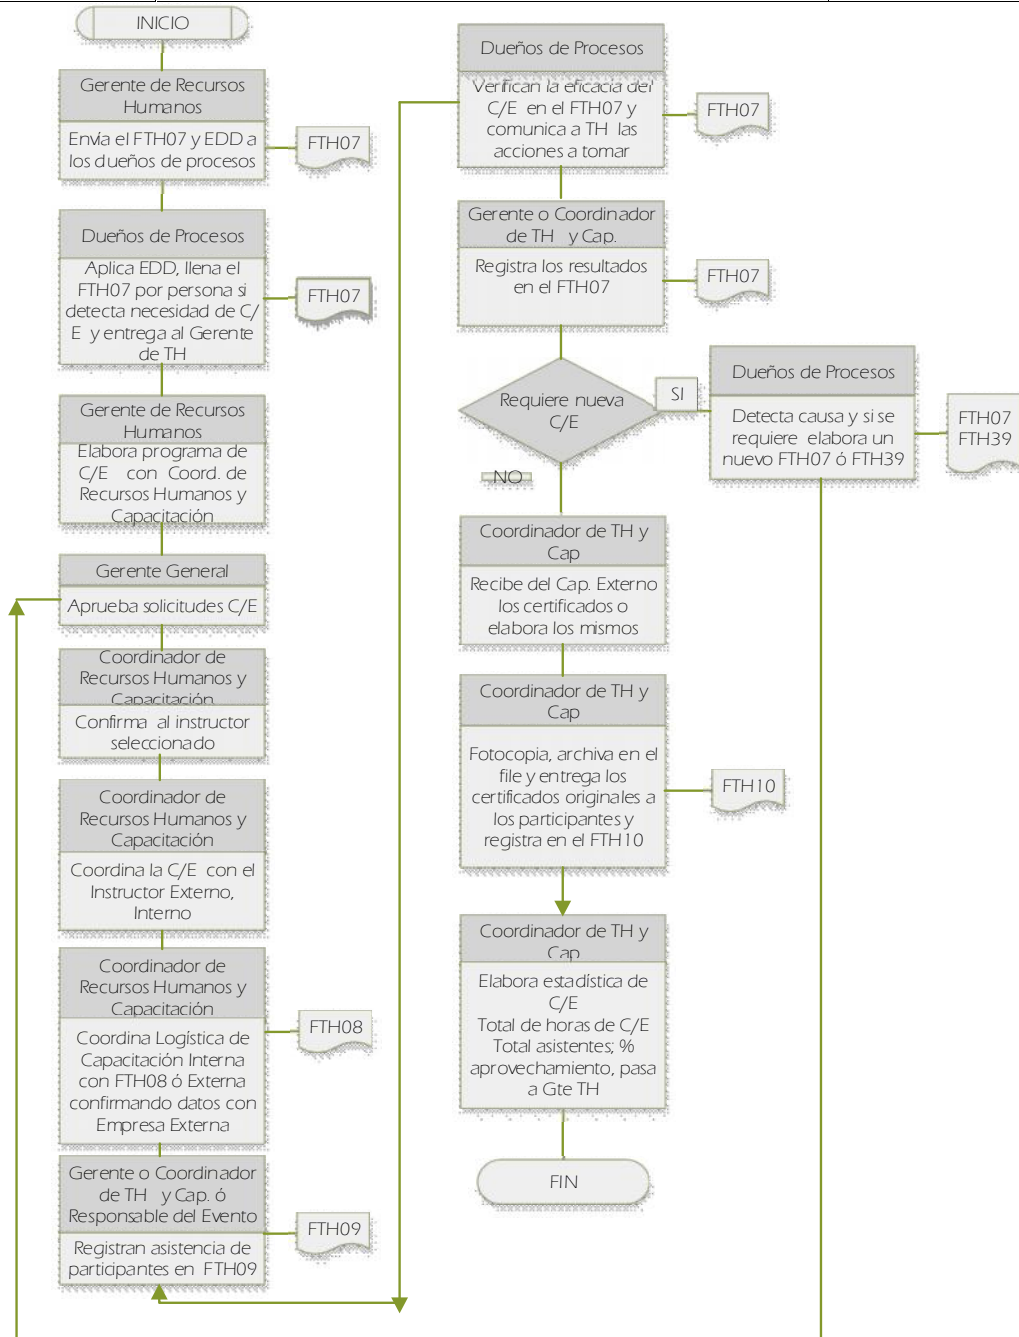 INICIO
Gerente de Recursos
Humanos
Envía el FTH07 y EDD a
los dueños de procesos
FTH07
Dueños de Procesos
Aplica EDD, llena el
FTH07 por persona si
detecta necesidad de C/
E y entrega al Gerente
de TH
FTH07
Gerente de Recursos
Humanos
Elabora programa de
C/E con Coord. de
Recursos Humanos y
Capacitación
Gerente General
Aprueba solicitudes C/E
Coordinador de
Recursos Humanos y
Capacitación
Confirma al instructor
seleccionado
Coordinador de
Recursos Humanos y
Capacitación
Coordina la C/E con el
Instructor Externo,
Interno
Coordinador de
Recursos Humanos y
Capacitación
Coordina Logística de
Capacitación Interna
con FTH08 ó Externa
confirmando datos con
Empresa Externa
FTH08
Gerente o Coordinador
de TH y Cap. ó
Responsable del Evento
Registran asistencia de
participantes en FTH09
FTH09
Dueños de Procesos
Verifican la eficacia del
C/E en el FTH07 y
comunica a TH las
acciones a tomar
FTH07
Gerente o Coordinador
de TH y Cap.
Registra los resultados
en el FTH07
FTH07
Requiere nueva
C/E
SI
NO
Dueños de Procesos
Detecta causa y si se
requiere elabora un
nuevo FTH07 ó FTH39
FTH07
FTH39
Coordinador de TH y
Cap
Recibe del Cap. Externo
los certificados o
elabora los mismos
Coordinador de TH y
Cap
Fotocopia, archiva en el
file y entrega los
certificados originales a
los participantes y
registra en el FTH10
FTH10
Coordinador de TH y
Cap
Elabora estadística de
C/E
Total de horas de C/E
Total asistentes; %
aprovechamiento, pasa
a Gte TH
FIN